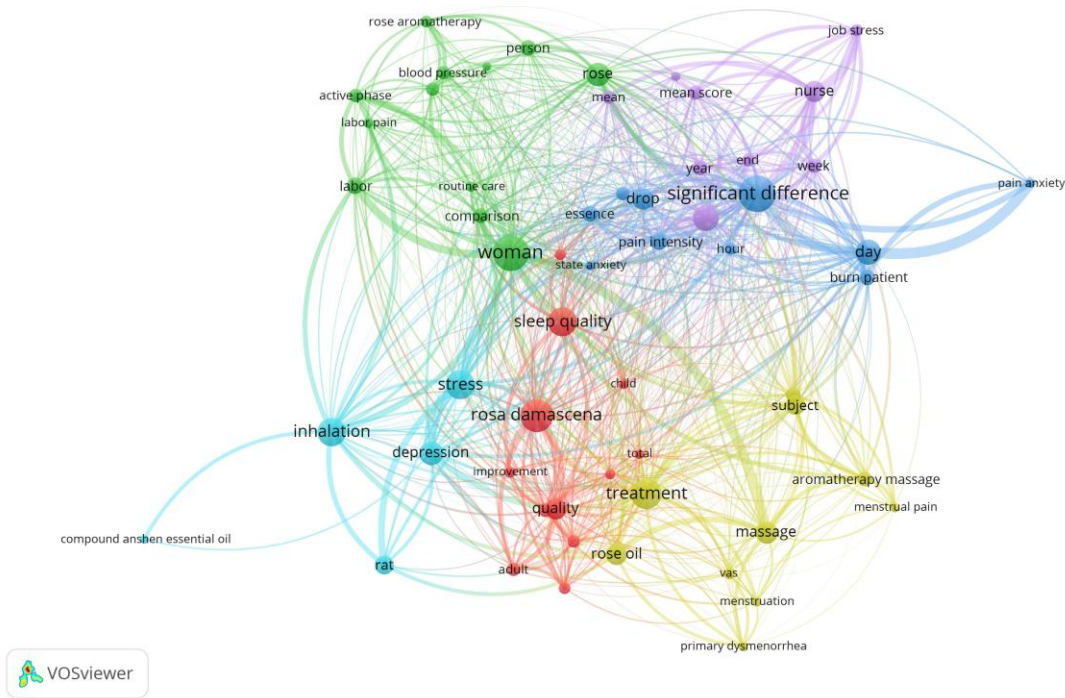 rose aromatherapy
job stress
person
blood pressure
rose
active phase
mean
mean score
nurse
labor pain
year
end
week
labor
routine care
pain anxiety
drop
significant difference
essence
comparison
woman
pain intensity
hour
day
state anxiety
burn patient
sleep quality
stress
child
rosa damascena
subject
inhalation
depression
total
improvement
aromatherapy massage
treatment
menstrual pain
quality
massage
compound anshen essential oil
rose oil
rat
adult
vas
menstruation
primary dysmenorrhea
VOSviewer